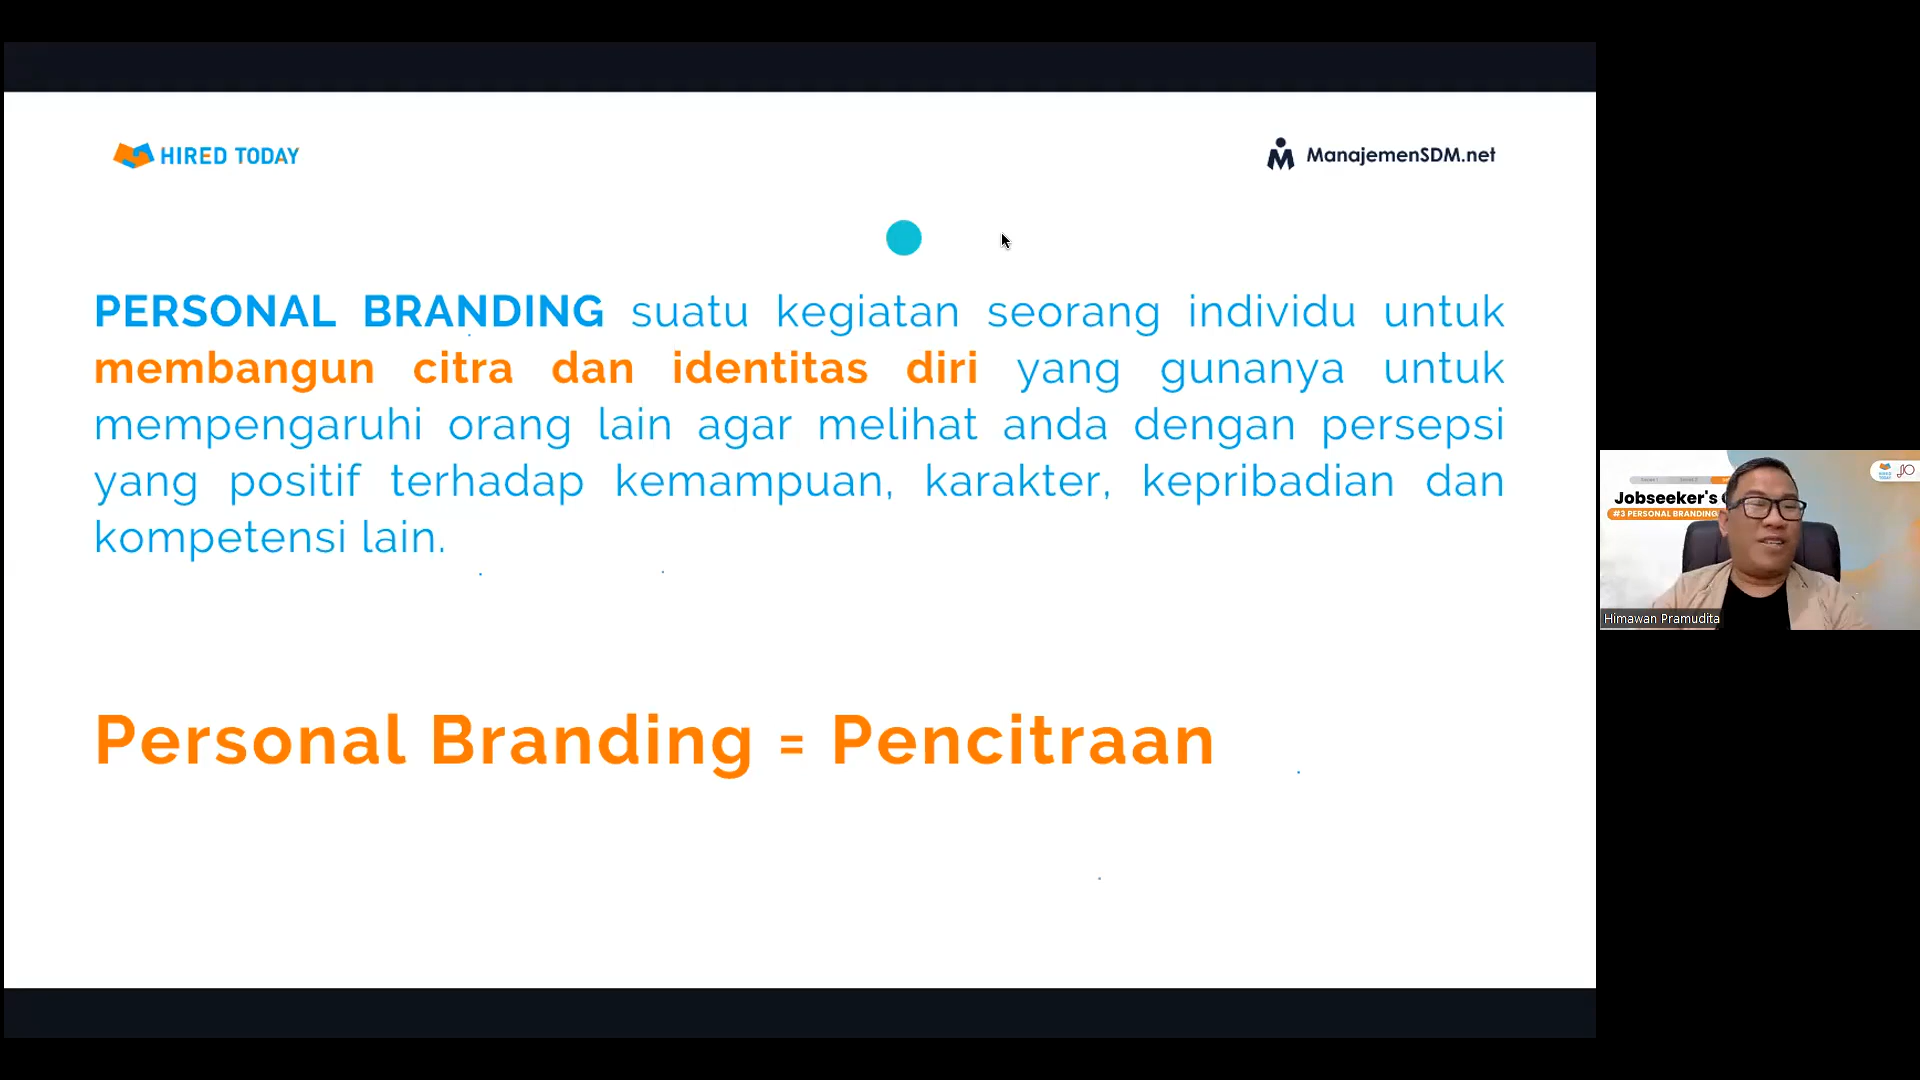 HIRED TODAY
ManajemenSDM.net
PERSONAL BRANDING suatu kegiatan seorang individu untuk
membangun citra dan identitas diri yang gunanya untuk
mempengaruhi orang lain agar melihat anda dengan persepsi
yang positif terhadap kemampuan, karakter, kepribadian dan
kompetensi lain.
Personal Branding = Pencitraan
Jobseeker's
#3 PERSONAL BRANDING
Himawan Pramudita